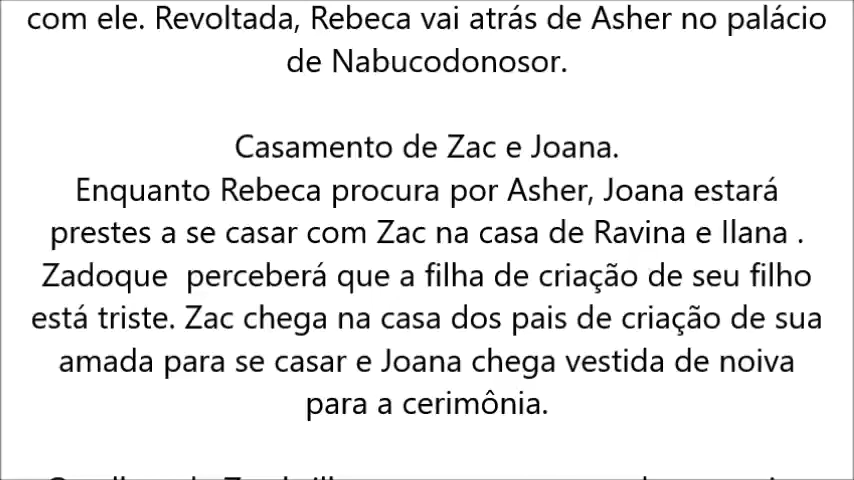 com ele. Revoltada, Rebeca vai atrás de Asher no palácio
de Nabucodonosor.
Casamento de Zac e Joana.
Enquanto Rebeca procura por Asher, Joana estará
prestes a se casar com Zac na casa de Ravina e Ilana .
Zadoque  perceberá que a filha de criação de seu filho
está triste. Zac chega na casa dos pais de criação de sua
amada para se casar e Joana chega vestida de noiva
para a cerimônia.